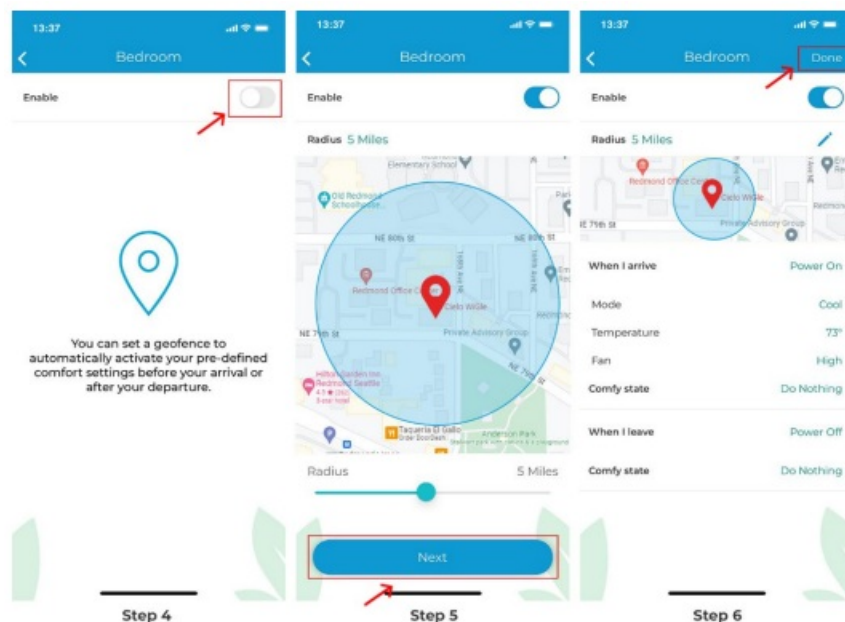 13:37
Bedroom
Enable
You can set a geofence to
automatically activate your pre-defined
comfort settings before your arrival or
after your departure.
Step 4
13:37
Bedroom
Enable
Radius 5 Miles
Elementary School
Old Redmond
Schoolhouse...
NE 80th St
NE 80th St
Redmond Office
Cielo WiGle
Redmond
NE 79th St
Private Advisory Group
Hilton Garden Inn
Redmond Seattle
Taqueria El Gallo
Anderson Park
Radius
5 Miles
Next
Step 5
13:37
Bedroom
Done
Enable
Radius 5 Miles
Redmond Office
Cielo WiGle
Redmon
NE 79th St
Private Advisory Group
When I arrive
Power On
Mode
Cool
Temperature
73°
Fan
High
Comfy state
Do Nothing
When I leave
Power Off
Comfy state
Do Nothing
Step 6